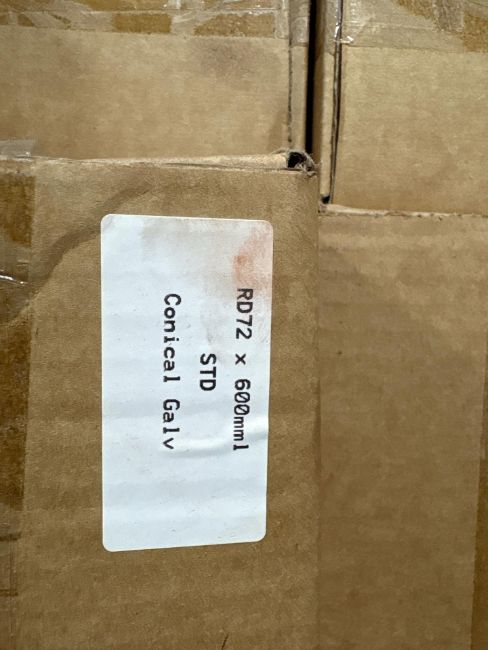 RD72 x 600mml
STD
Conical Galv